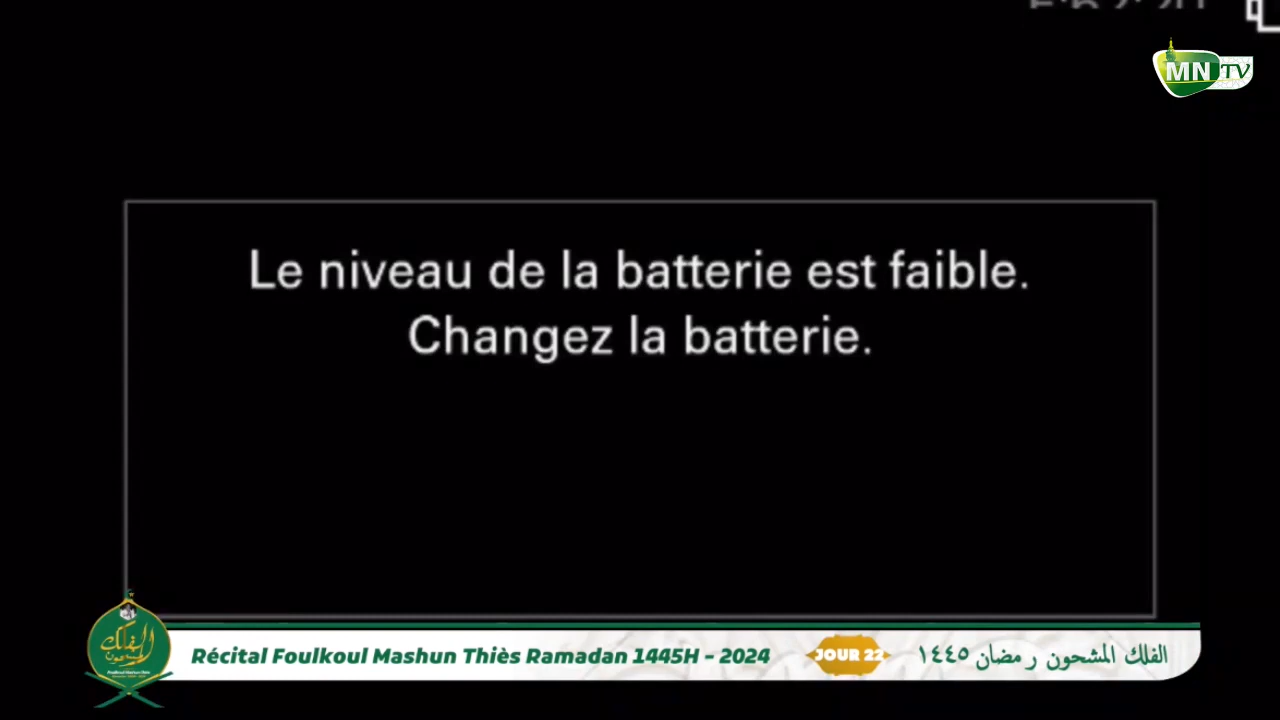 MN TV
Le niveau de la batterie est faible.
Changez la batterie.
Récital Foulkoul Mashun Thiès Ramadan 1445H - 2024
JOUR 22
الفلك المشحون رمضان ١٤٤٥